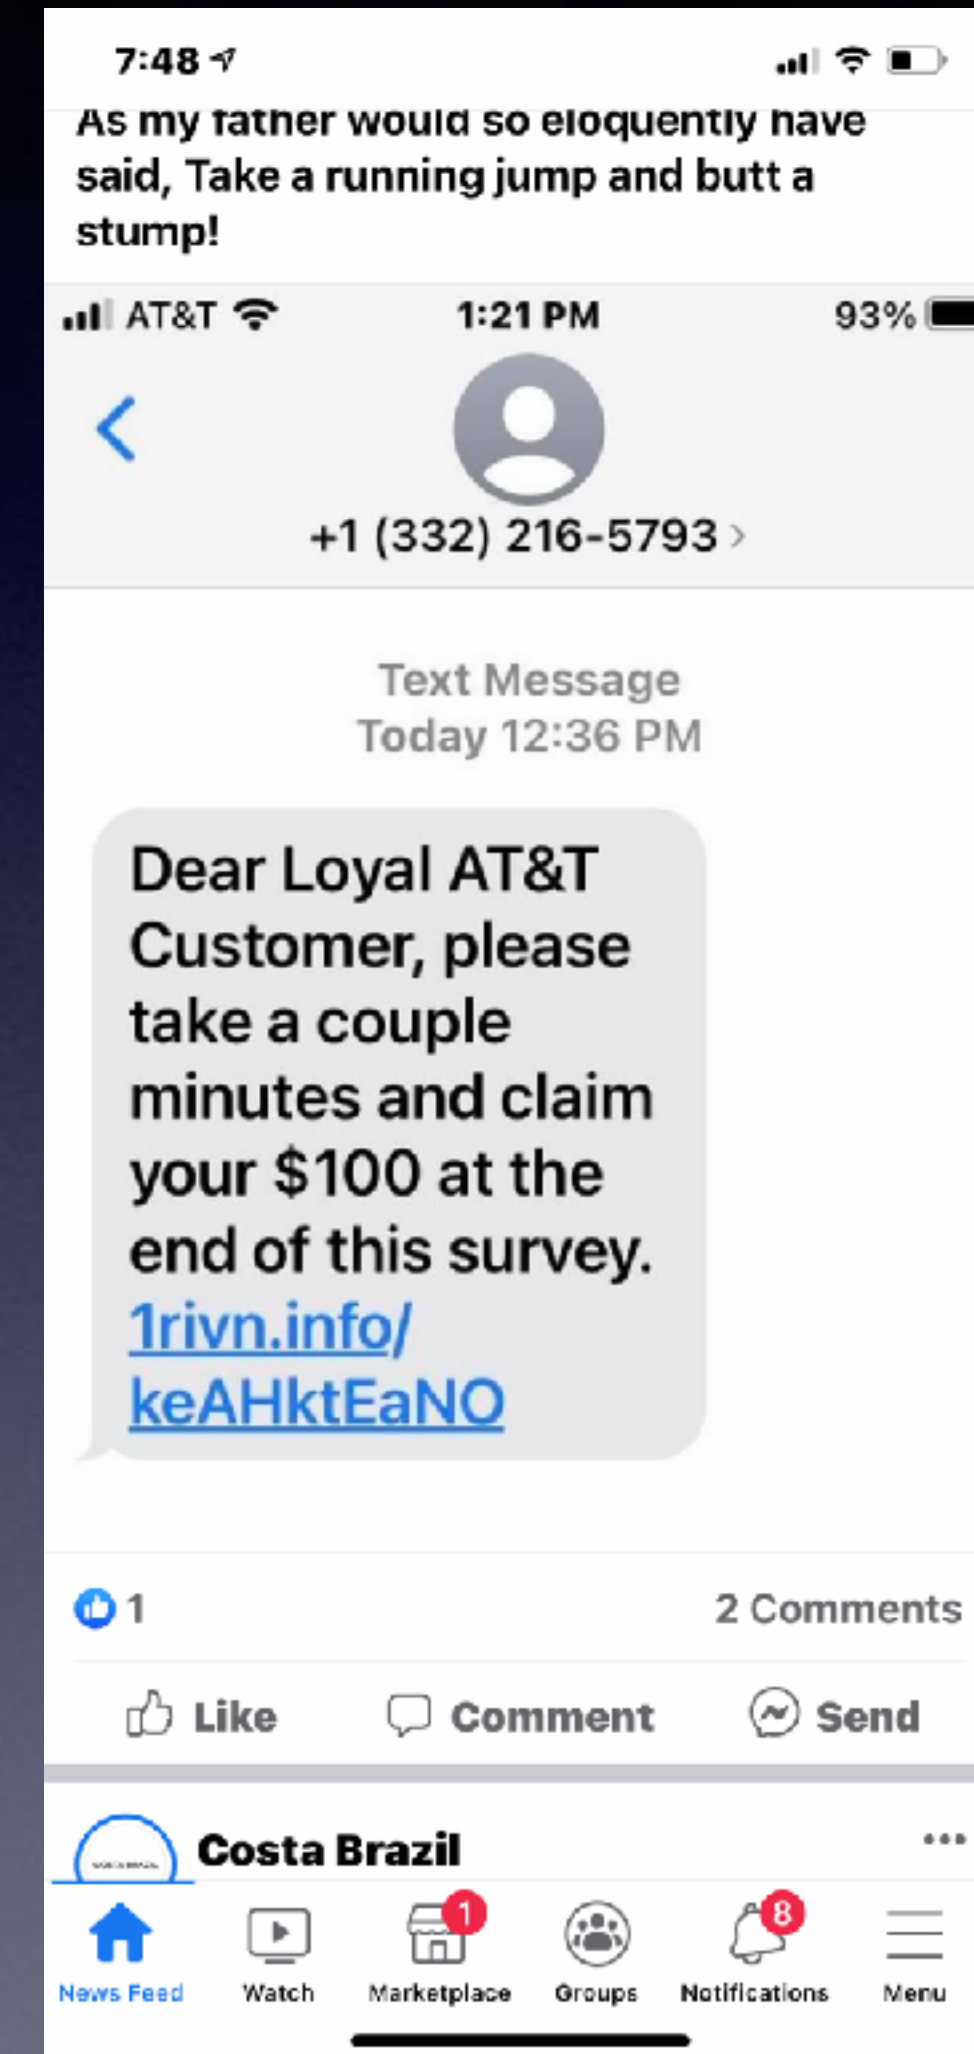 7:48
As my father would so eloquently have
said, Take a running jump and butt a
stump!
AT&T
1:21 PM
93%
+1 (332) 216-5793
Text Message
Today 12:36 PM
Dear Loyal AT&T
Customer, please
take a couple
minutes and claim
your $100 at the
end of this survey.
1rivn.info/
keAHktEaNO
1
2 Comments
Like
Comment
Send
COSTA BRAZIL
Costa Brazil
1
8
News Feed
Watch
Marketplace
Groups
Notifications
Menu